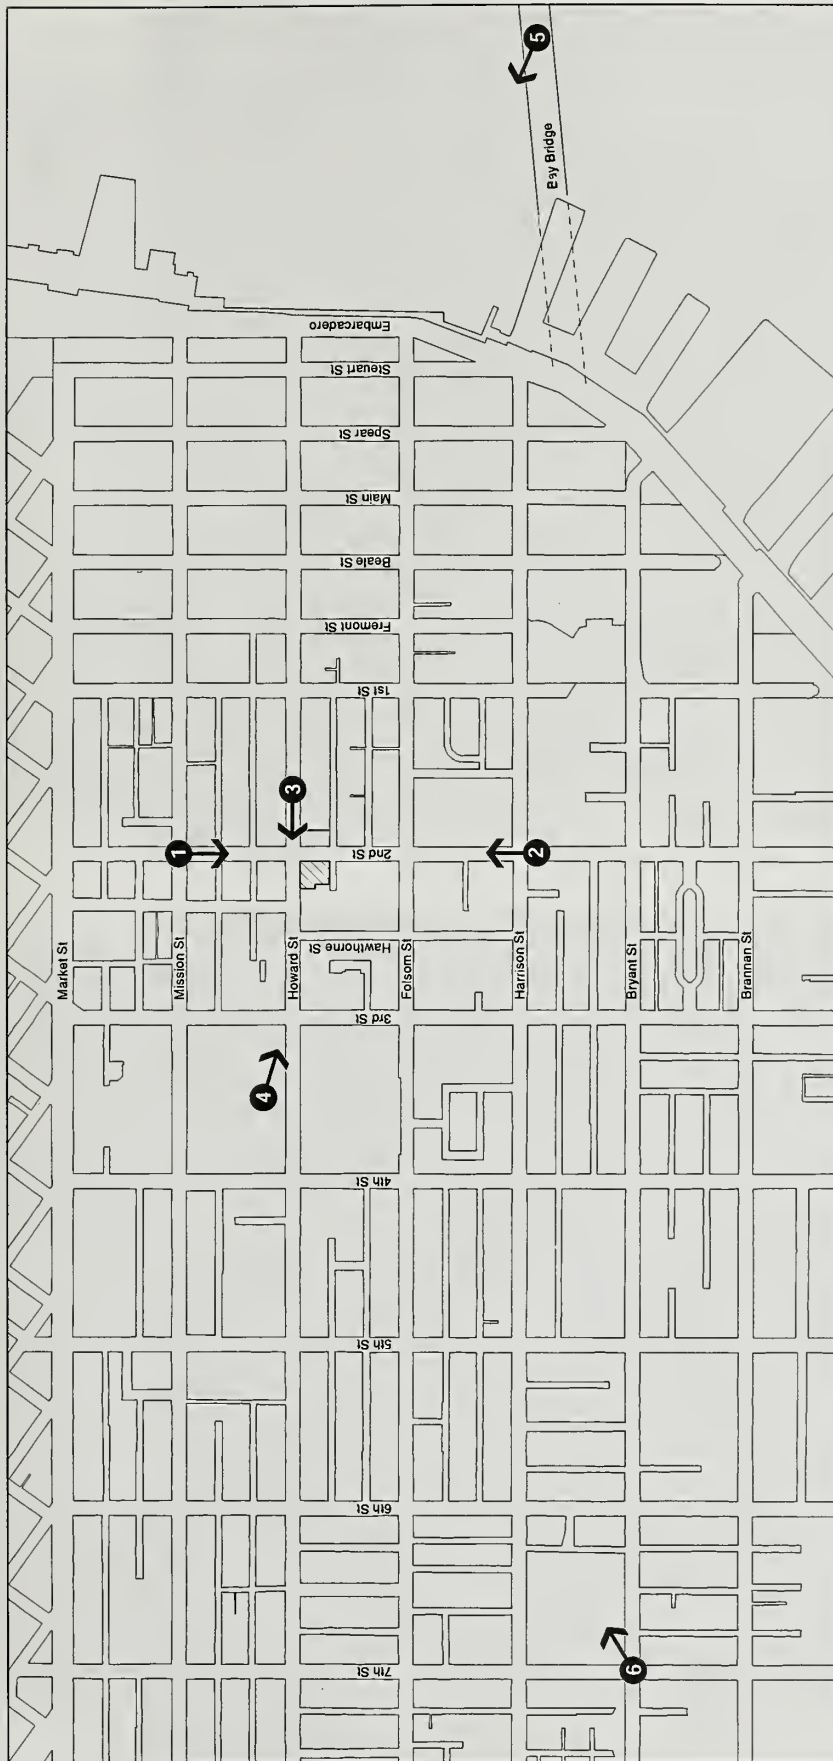 5
Bay Bridge
Embarcadero
Steuart St
Spear St
Main St
Beale St
Fremont St
1st St
3
1
2
2nd St
Market St
Mission St
Howard St
Hawthorne St
Folsom St
Harrison St
Bryant St
Brannan St
3rd St
4
4th St
5th St
6th St
7th St
6